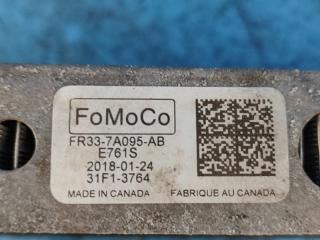 FoMoCo
FR33-7A095-AB
E761S
2018-01-24
31F1-3764
MADE IN CANADA FABRIQUE AU CANADA